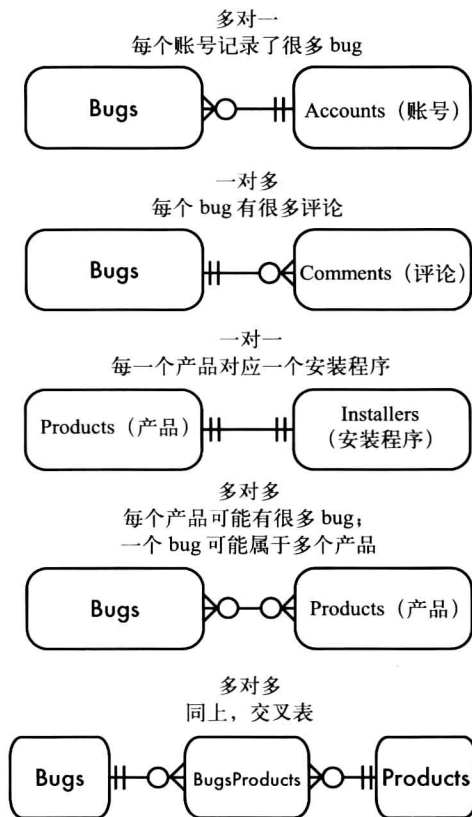 多对一
每个账号记录了很多 bug
Bugs
Accounts（账号）
一对多
每个 bug 有很多评论
Bugs
Comments（评论）
一对一
每一个产品对应一个安装程序
Products（产品）
Installers
（安装程序）
多对多
每个产品可能有很多 bug；
一个 bug 可能属于多个产品
Bugs
Products（产品）
多对多
同上，交叉表
Bugs
BugsProducts
Products